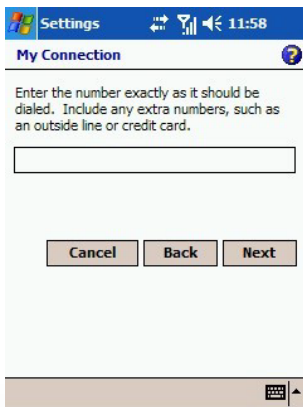 Settings 11:58
My Connection
Enter the number exactly as it should be
dialed. Include any extra numbers, such as
an outside line or credit card.
Cancel Back Next